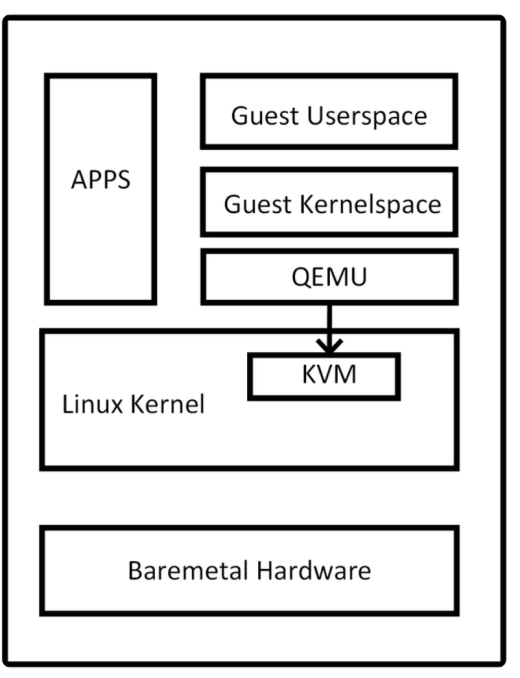 Guest Userspace
APPS
Guest Kernelspace
QEMU
KVM
Linux Kernel
Baremetal Hardware